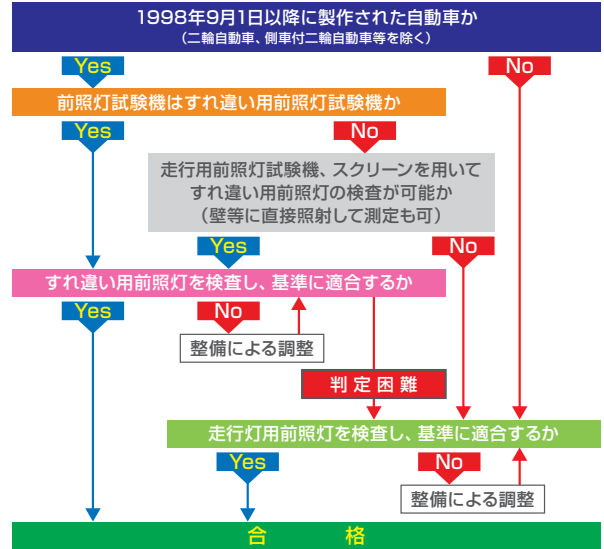 1998年9月1日以降に製作された自動車か
（二輪自動車、側車付二輪自動車等を除く）
Yes
No
前照灯試験機はすれ違い用前照灯試験機か
Yes
No
走行用前照灯試験機、スクリーンを用いて
すれ違い用前照灯の検査が可能か
（壁等に直接照射して測定も可）
Yes
No
すれ違い用前照灯を検査し、基準に適合するか
Yes
No
整備による調整
判定困難
走行灯用前照灯を検査し、基準に適合するか
Yes
No
整備による調整
合格